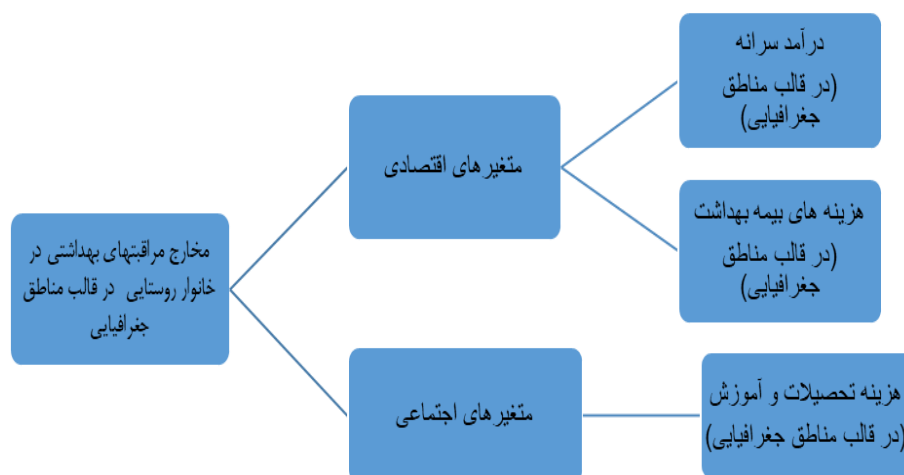 درآمد سرانه
(در قالب مناطق
جغرافیایی)
متغیرهای اقتصادی
هزینه های بیمه بهداشت
(در قالب مناطق
جغرافیایی)
مخارج مراقبتهای بهداشتی در
خانوار روستایی در قالب مناطق
جغرافیایی
متغیرهای اجتماعی
هزینه تحصیلات و آموزش
(در قالب مناطق جغرافیایی)